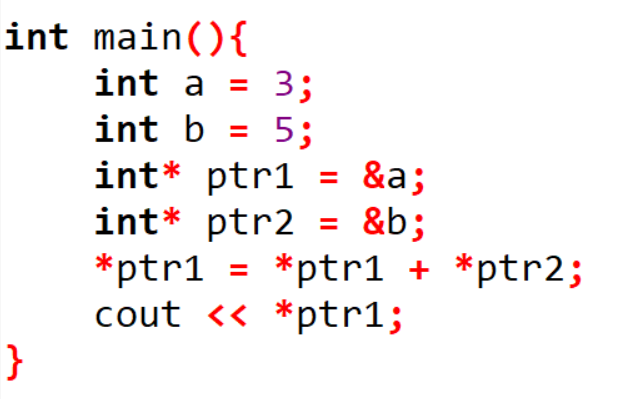 int main(){
    int a = 3;
    int b = 5;
    int* ptr1 = &a;
    int* ptr2 = &b;
    *ptr1 = *ptr1 + *ptr2;
    cout << *ptr1;
}